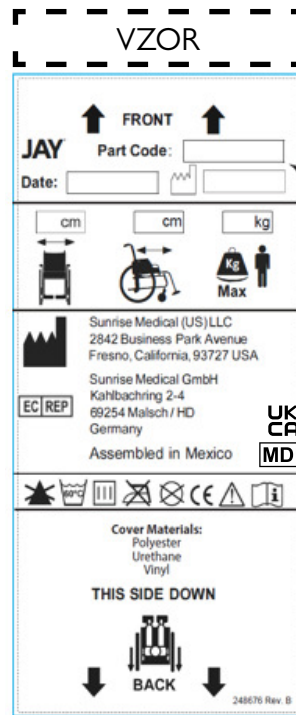 VZOR
FRONT
JAY Part Code:
Date:
cm cm kg
Kg
Max
Sunrise Medical (US) LLC
2842 Business Park Avenue
Fresno, California, 93727 USA
Sunrise Medical GmbH
Kahlbachring 2-4
EC REP
69254 Malsch / HD
Germany
UK
CA
Assembled in Mexico
MD
60°C
CE
i
Cover Materials:
Polyester
Urethane
Vinyl
THIS SIDE DOWN
BACK
248676 Rev. B